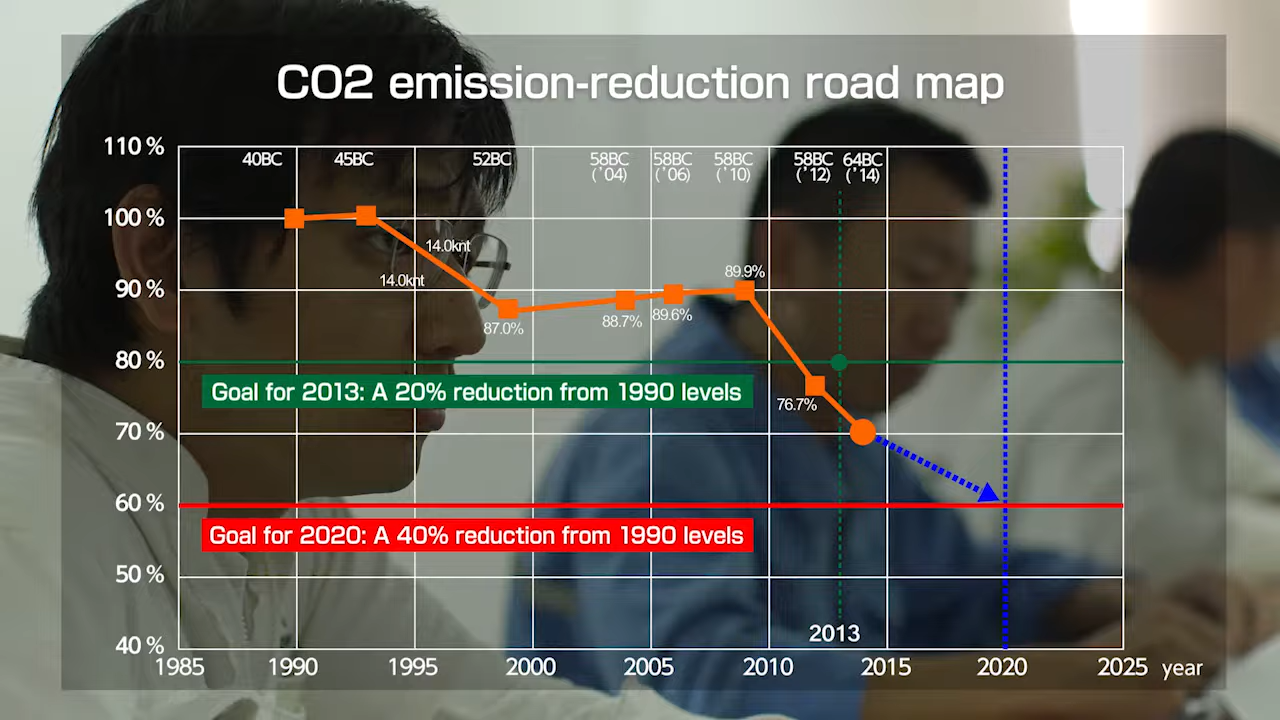 CO2 emission-reduction road map
110 %
40BC 45BC 52BC 58BC 58BC 58BC 58BC 64BC
('04) ('06) ('10) ('12) ('14)
100 %
14.0knt
14.0knt
89.9%
90 %
87.0% 88.7% 89.6%
80 %
Goal for 2013: A 20% reduction from 1990 levels
76.7%
70 %
60 %
Goal for 2020: A 40% reduction from 1990 levels
50 %
2013
40 %
1985 1990 1995 2000 2005 2010 2015 2020 2025 year